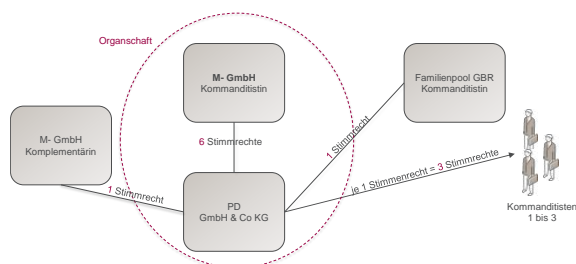 Organschaft
M- GmbH
Kommanditistin
Familienpool GBR
Kommanditistin
M- GmbH
Komplementärin
6 Stimmrechte
1 Stimmrecht
1 Stimmrecht
je 1 Stimmenrecht = 3 Stimmrechte
PD
GmbH & Co KG
Kommanditisten
1 bis 3